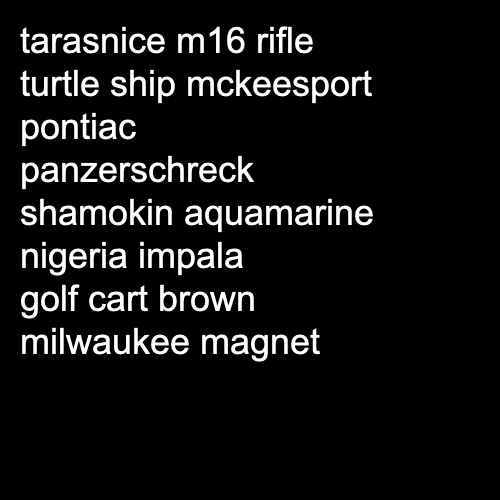 tarasnice m16 rifle
turtle ship mckeesport
pontiac
panzerschreck
shamokin aquamarine
nigeria impala
golf cart brown
milwaukee magnet